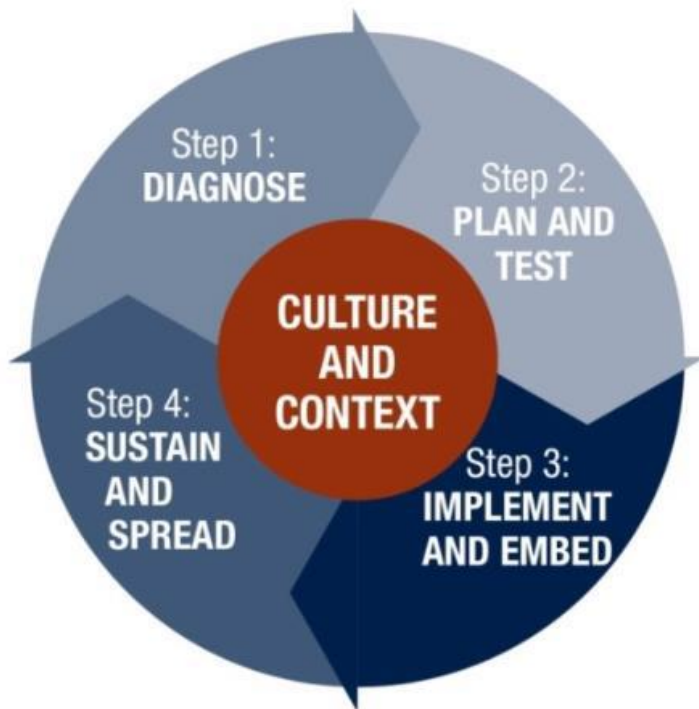 Step 1:
DIAGNOSE
Step 2:
PLAN AND
TEST
CULTURE
AND
CONTEXT
Step 3:
IMPLEMENT
AND EMBED
Step 4:
SUSTAIN
AND
SPREAD